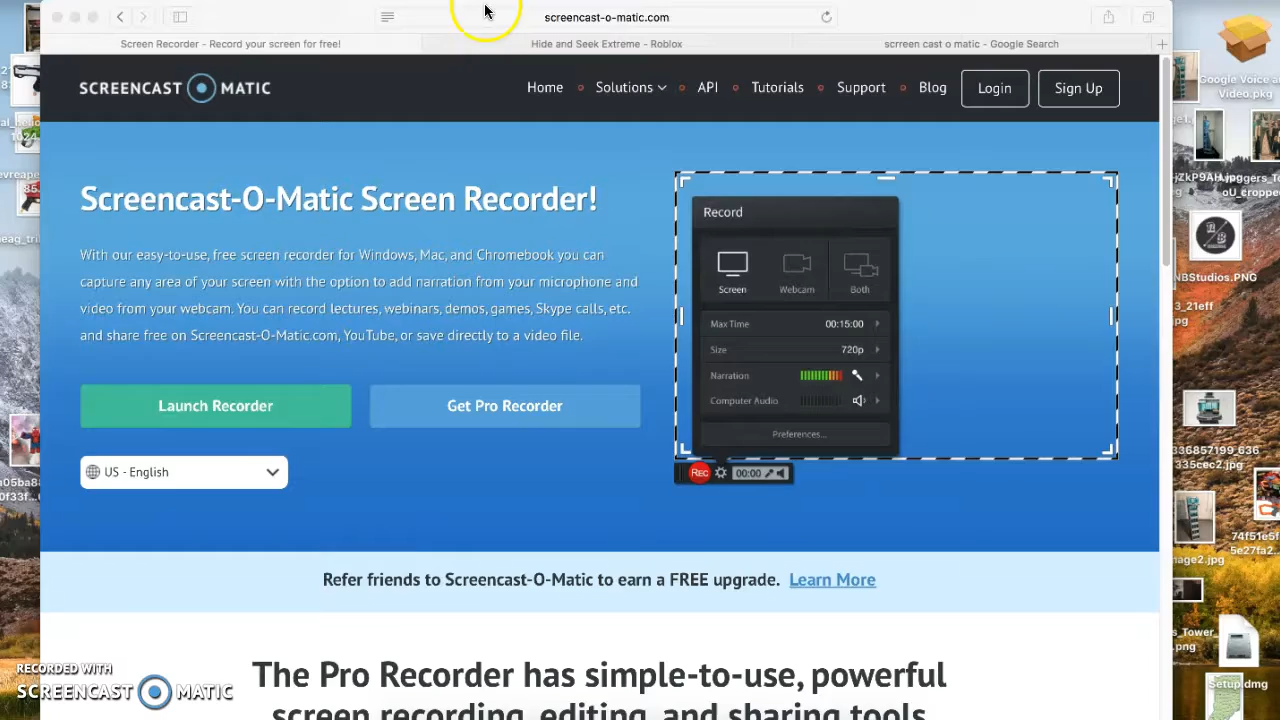 screencast-o-matic.com
Screen Recorder - Record your screen for free!
Hide and Seek Extreme - Roblox
scrreen cast o matic - Google Search
SCREENCAST O MATIC
Home
Solutions
API
Tutorials
Support
Blog
Login
Sign Up
Screencast-O-Matic Screen Recorder!
With our easy-to-use, free screen recorder for Windows, Mac, and Chromebook you can
capture any area of your screen with the option to add narration from your microphone and
video from your webcam. You can record lectures, webinars, demos, games, Skype calls, etc.
and share free on Screencast-O-Matic.com, YouTube, or save directly to a video file.
Launch Recorder
Get Pro Recorder
US - English
Record
Screen
Webcam
Both
Max Time 00:15:00
Size 720p
Narration
Computer Audio
Preferences...
REC
00:00
Refer friends to Screencast-O-Matic to earn a FREE upgrade. Learn More
The Pro Recorder has simple-to-use, powerful
screen recording, editing, and sharing tools
RECORDED WITH
SCREENCAST O MATIC
Google Voice and
Video.pkg
NBStudios.PNG
Setup.dmg